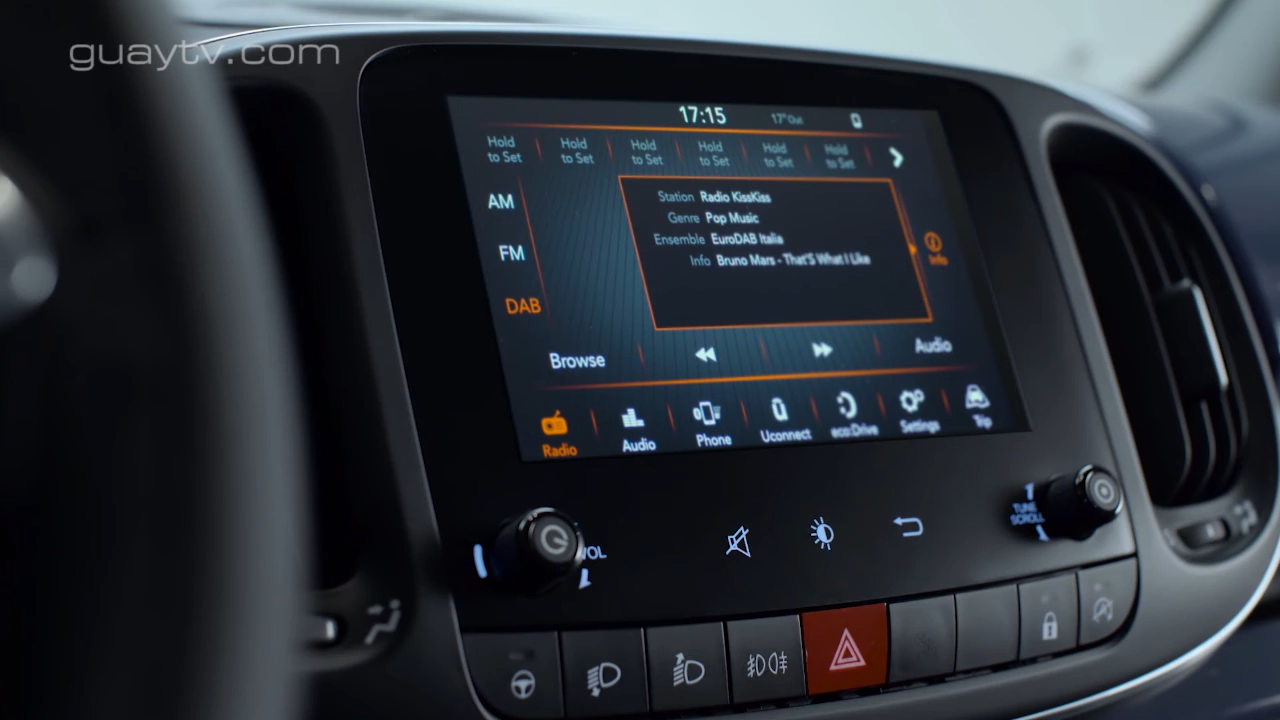 guaytv.com
17:15 17°Out
Hold to Set
Hold to Set
Hold to Set
Hold to Set
Hold to Set
Hold to Set
AM
FM
DAB
Station Radio KissKiss
Genre Pop Music
Ensemble EuroDAB Italia
Info Bruno Mars - That'S What I Like
Info
Browse
Audio
Radio
Audio
Phone
Uconnect
eco:Drive
Settings
Trip
VOL
TUNE
SCROLL